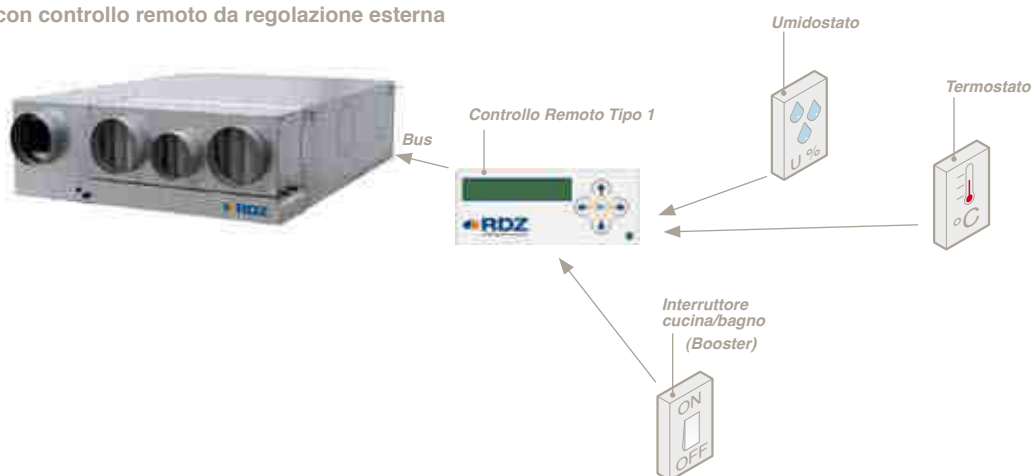 con controllo remoto da regolazione esterna
Umidostato
Termostato
Controllo Remoto Tipo 1
Bus
U %
°C
RDZ
RDZ
Interruttore
cucina/bagno
(Booster)
ON
OFF